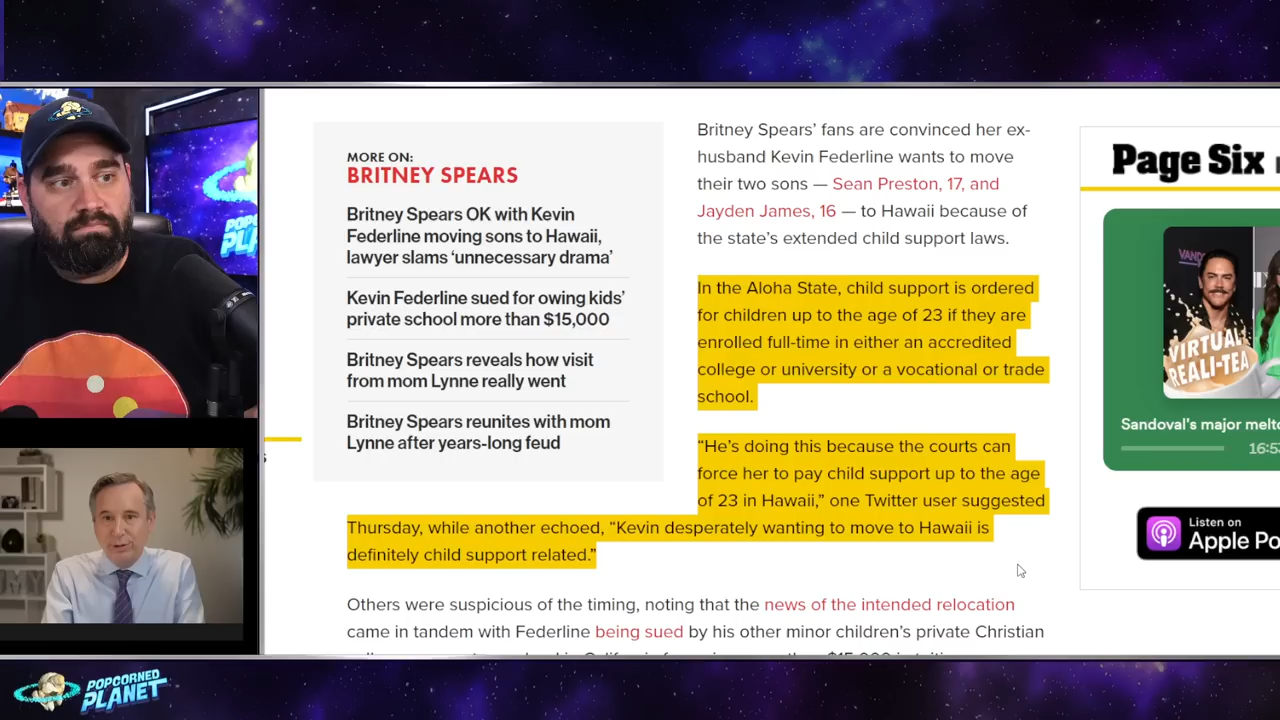 MORE ON:
BRITNEY SPEARS
Britney Spears OK with Kevin
Federline moving sons to Hawaii,
lawyer slams ‘unnecessary drama’
Kevin Federline sued for owing kids’
private school more than $15,000
Britney Spears reveals how visit
from mom Lynne really went
Britney Spears reunites with mom
Lynne after years-long feud
Britney Spears’ fans are convinced her ex-
husband Kevin Federline wants to move
their two sons — Sean Preston, 17, and
Jayden James, 16 — to Hawaii because of
the state’s extended child support laws.
In the Aloha State, child support is ordered
for children up to the age of 23 if they are
enrolled full-time in either an accredited
college or university or a vocational or trade
school.
“He’s doing this because the courts can
force her to pay child support up to the age
of 23 in Hawaii,” one Twitter user suggested
Thursday, while another echoed, “Kevin desperately wanting to move to Hawaii is
definitely child support related.”
Others were suspicious of the timing, noting that the news of the intended relocation
came in tandem with Federline being sued by his other minor children’s private Christian
Page Six
VAND
VIRTUAL
REALI-TEA
Sandoval’s major melto
16:53
Listen on
Apple Po
POPCORNED
PLANET